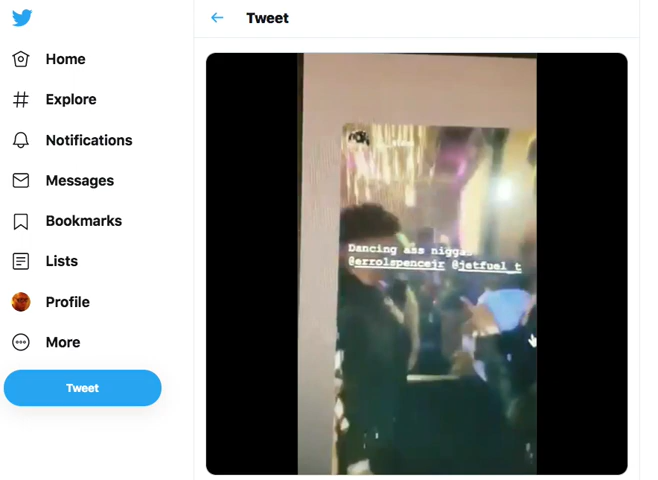 Tweet
Home
Explore
Notifications
Messages
Bookmarks
Lists
Profile
More
Tweet
Dancing ass niggas
@errolspencejr @jetfuel_t